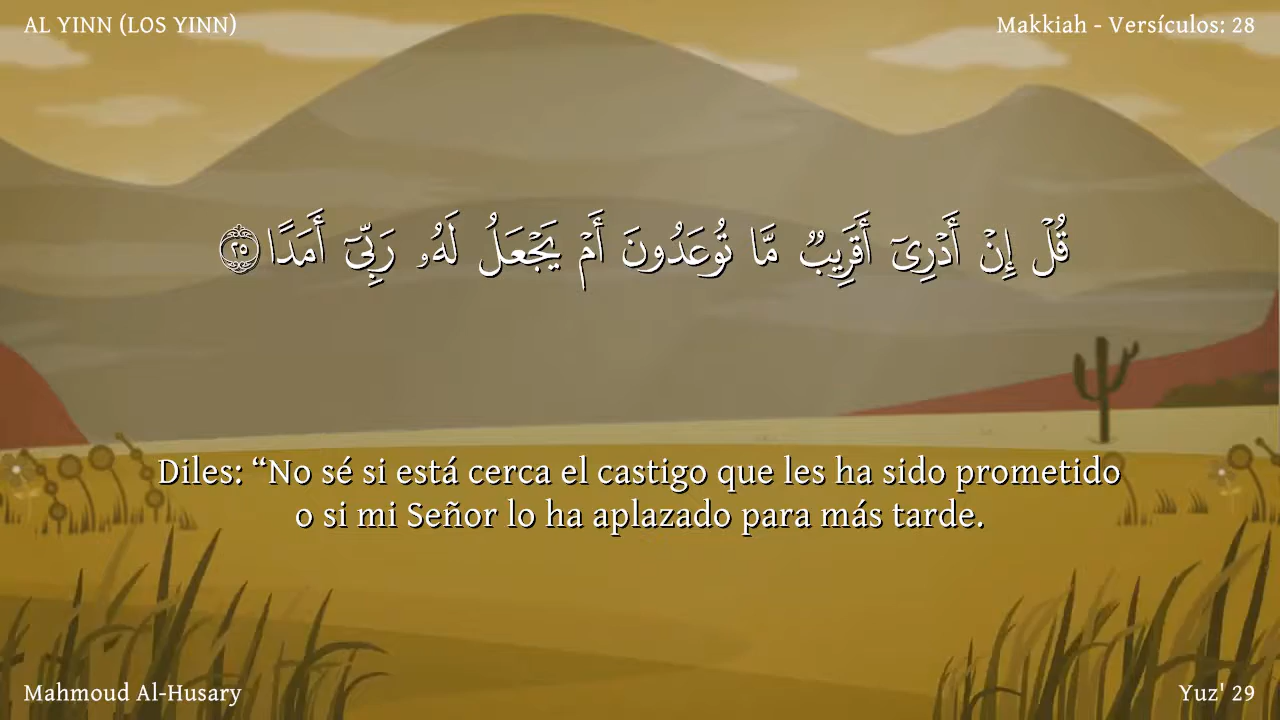 AL YINN (LOS YINN)
Makkiah - Versículos: 28
قُلْ إِنْ أَدْرِىٓ أَقَرِيبٌ مَّا تُوعَدُونَ أَمْ يَجْعَلُ لَهُۥ رَبِّىٓ أَمَدًا ٢٥
Diles: “No sé si está cerca el castigo que les ha sido prometido
o si mi Señor lo ha aplazado para más tarde.
Mahmoud Al-Husary
Yuz' 29